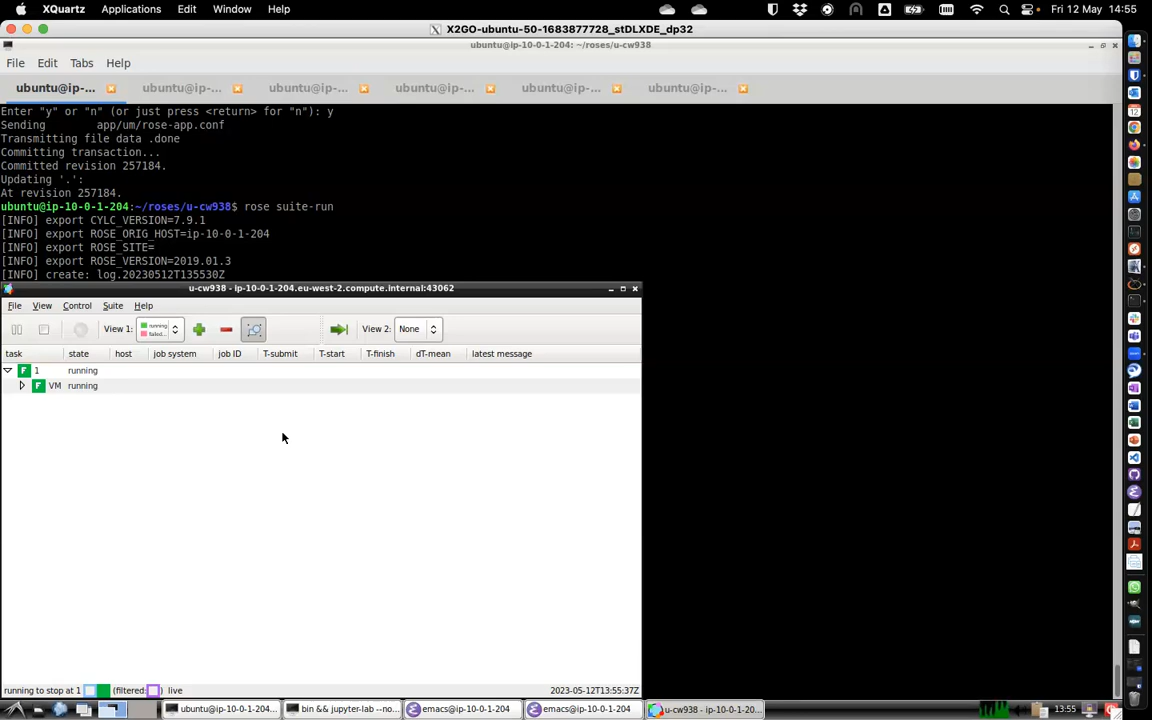 XQuartz Applications Edit Window Help Fri 12 May 14:55
X2GO-ubuntu-50-1683877728_stDLXDE_dp32
ubuntu@ip-10-0-1-204: ~/roses/u-cw938
File Edit Tabs Help
ubuntu@ip-... ubuntu@ip-... ubuntu@ip-... ubuntu@ip-... ubuntu@ip-... ubuntu@ip-...
Enter "y" or "n" (or just press <return> for "n"): y
Sending        app/um/rose-app.conf
Transmitting file data .done
Committing transaction...
Committed revision 257184.
Updating '.':
At revision 257184.
ubuntu@ip-10-0-1-204:~/roses/u-cw938$ rose suite-run
[INFO] export CYLC_VERSION=7.9.1
[INFO] export ROSE_ORIG_HOST=ip-10-0-1-204
[INFO] export ROSE_SITE=
[INFO] export ROSE_VERSION=2019.01.3
[INFO] create: log.20230512T135530Z
u-cw938 - ip-10-0-1-204.eu-west-2.compute.internal:43062
File View Control Suite Help
View 1: running failed... View 2: None
task state host job system job ID T-submit T-start T-finish dT-mean latest message
F 1 running
F VM running
running to stop at 1 (filtered: ) live 2023-05-12T13:55:37Z
ubuntu@ip-10-0-1-204... bin && jupyter-lab --no... emacs@ip-10-0-1-204 emacs@ip-10-0-1-204 u-cw938 - ip-10-0-1-20... 13:55